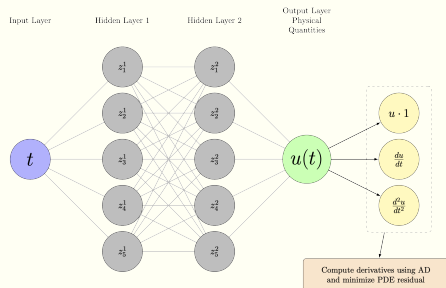 Input Layer
Hidden Layer 1
Hidden Layer 2
Output Layer
Physical
Quantities
t
z_1^1
z_2^1
z_3^1
z_4^1
z_5^1
z_1^2
z_2^2
z_3^2
z_4^2
z_5^2
u(t)
u · 1
du/dt
d²u/dt²
Compute derivatives using AD
and minimize PDE residual